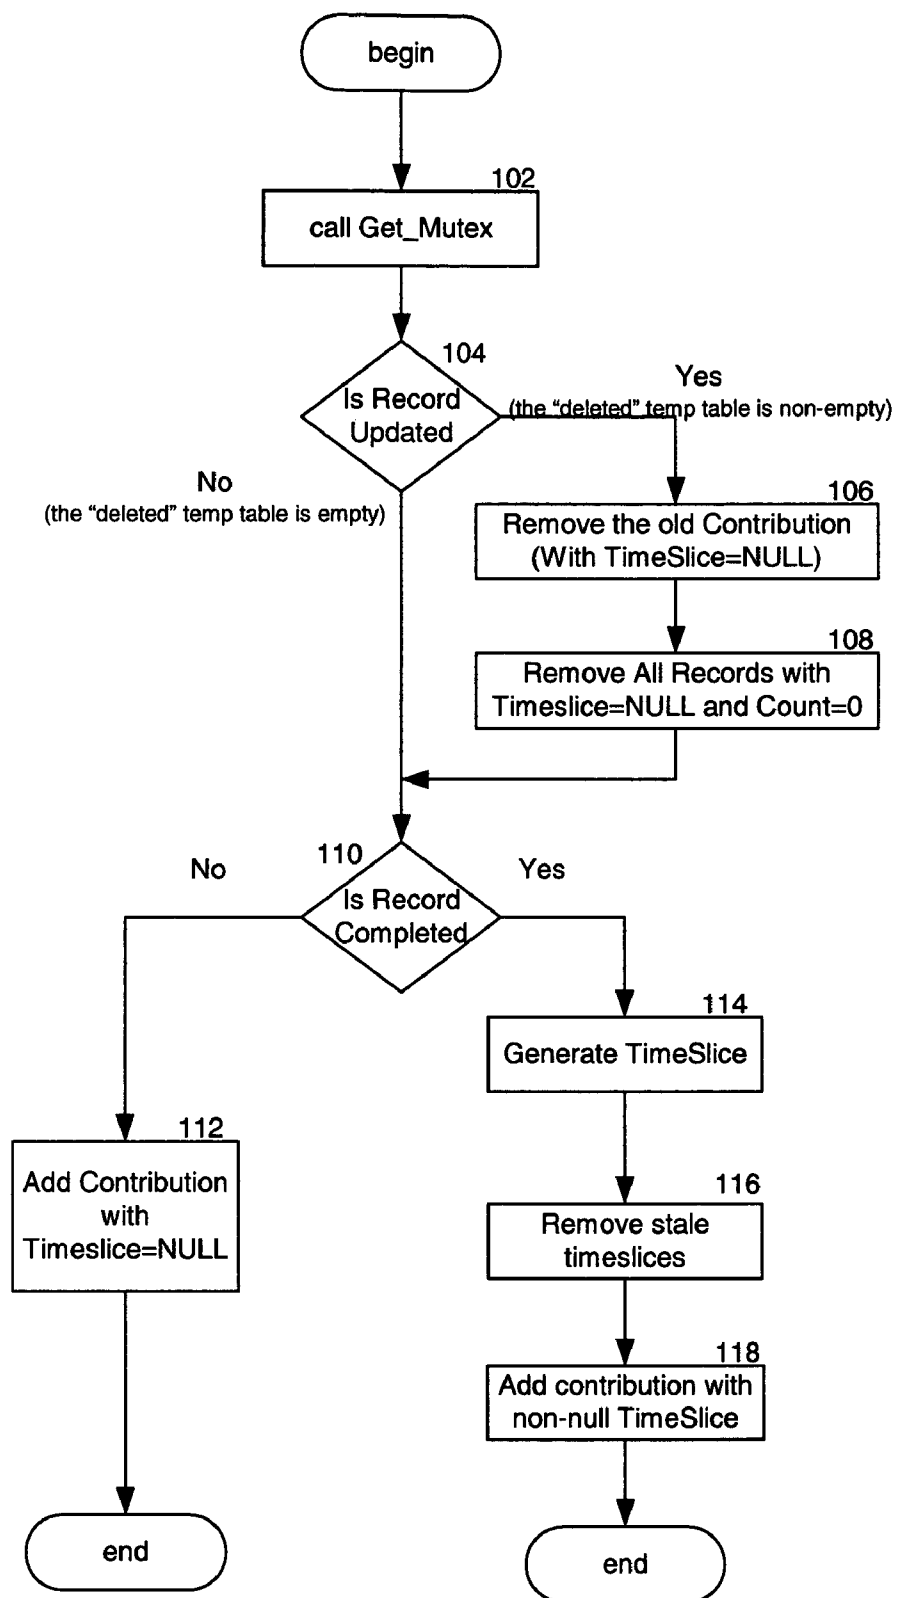 begin
102
call Get_Mutex
104
Is Record
Updated
Yes
(the "deleted" temp table is non-empty)
No
(the "deleted" temp table is empty)
106
Remove the old Contribution
(With TimeSlice=NULL)
108
Remove All Records with
Timeslice=NULL and Count=0
110
Is Record
Completed
No
Yes
114
Generate TimeSlice
112
Add Contribution
with
Timeslice=NULL
116
Remove stale
timeslices
118
Add contribution with
non-null TimeSlice
end
end